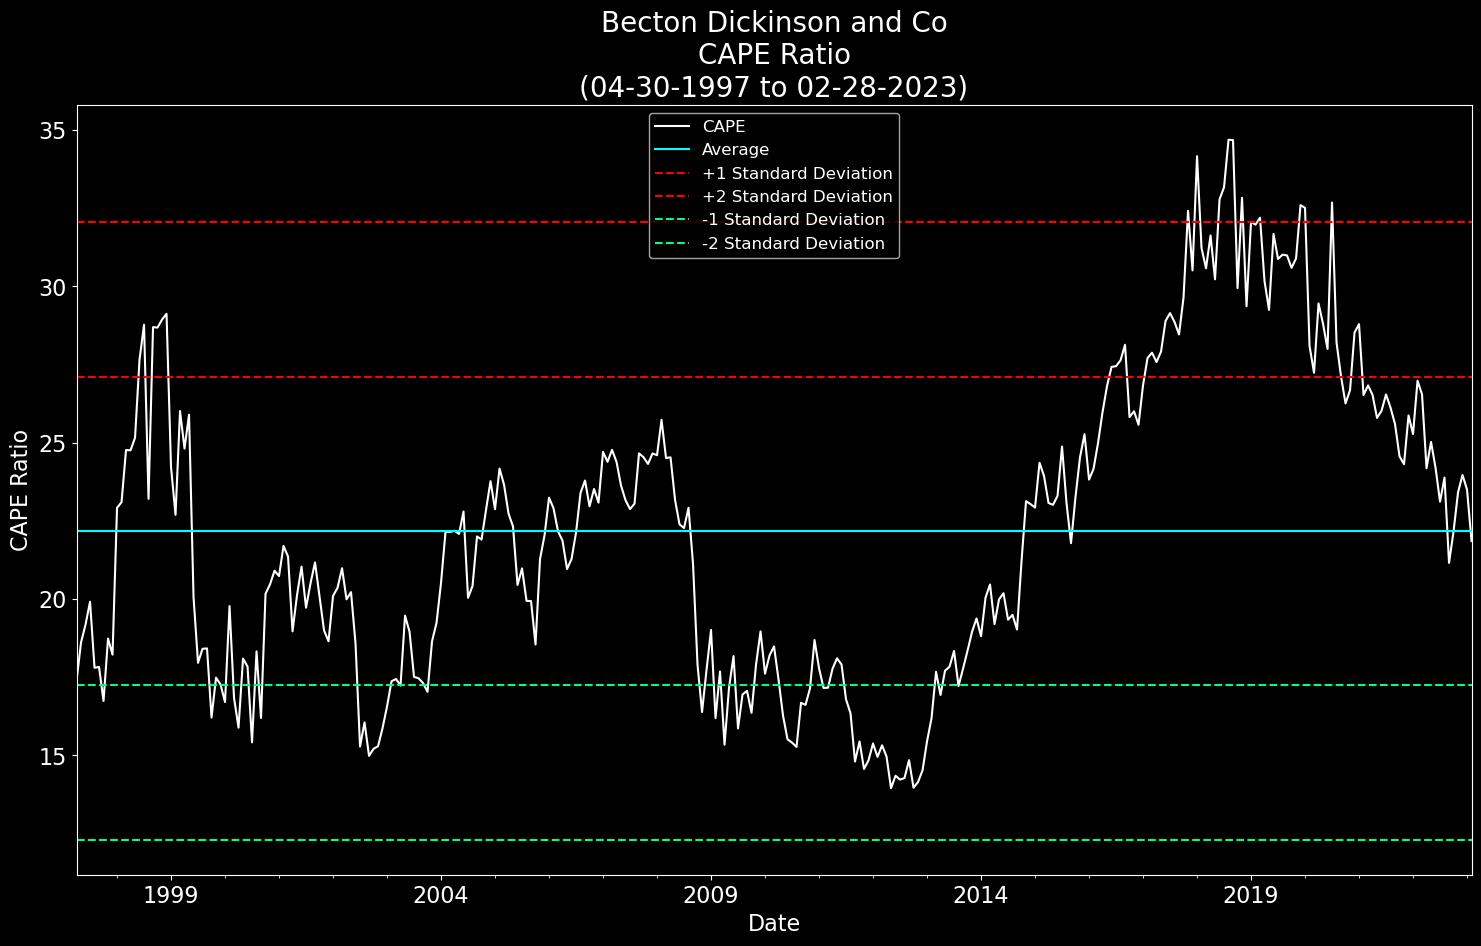 Becton Dickinson and Co
CAPE Ratio
(04-30-1997 to 02-28-2023)
CAPE
Average
+1 Standard Deviation
+2 Standard Deviation
-1 Standard Deviation
-2 Standard Deviation
35
30
25
20
15
CAPE Ratio
1999
2004
2009
2014
2019
Date